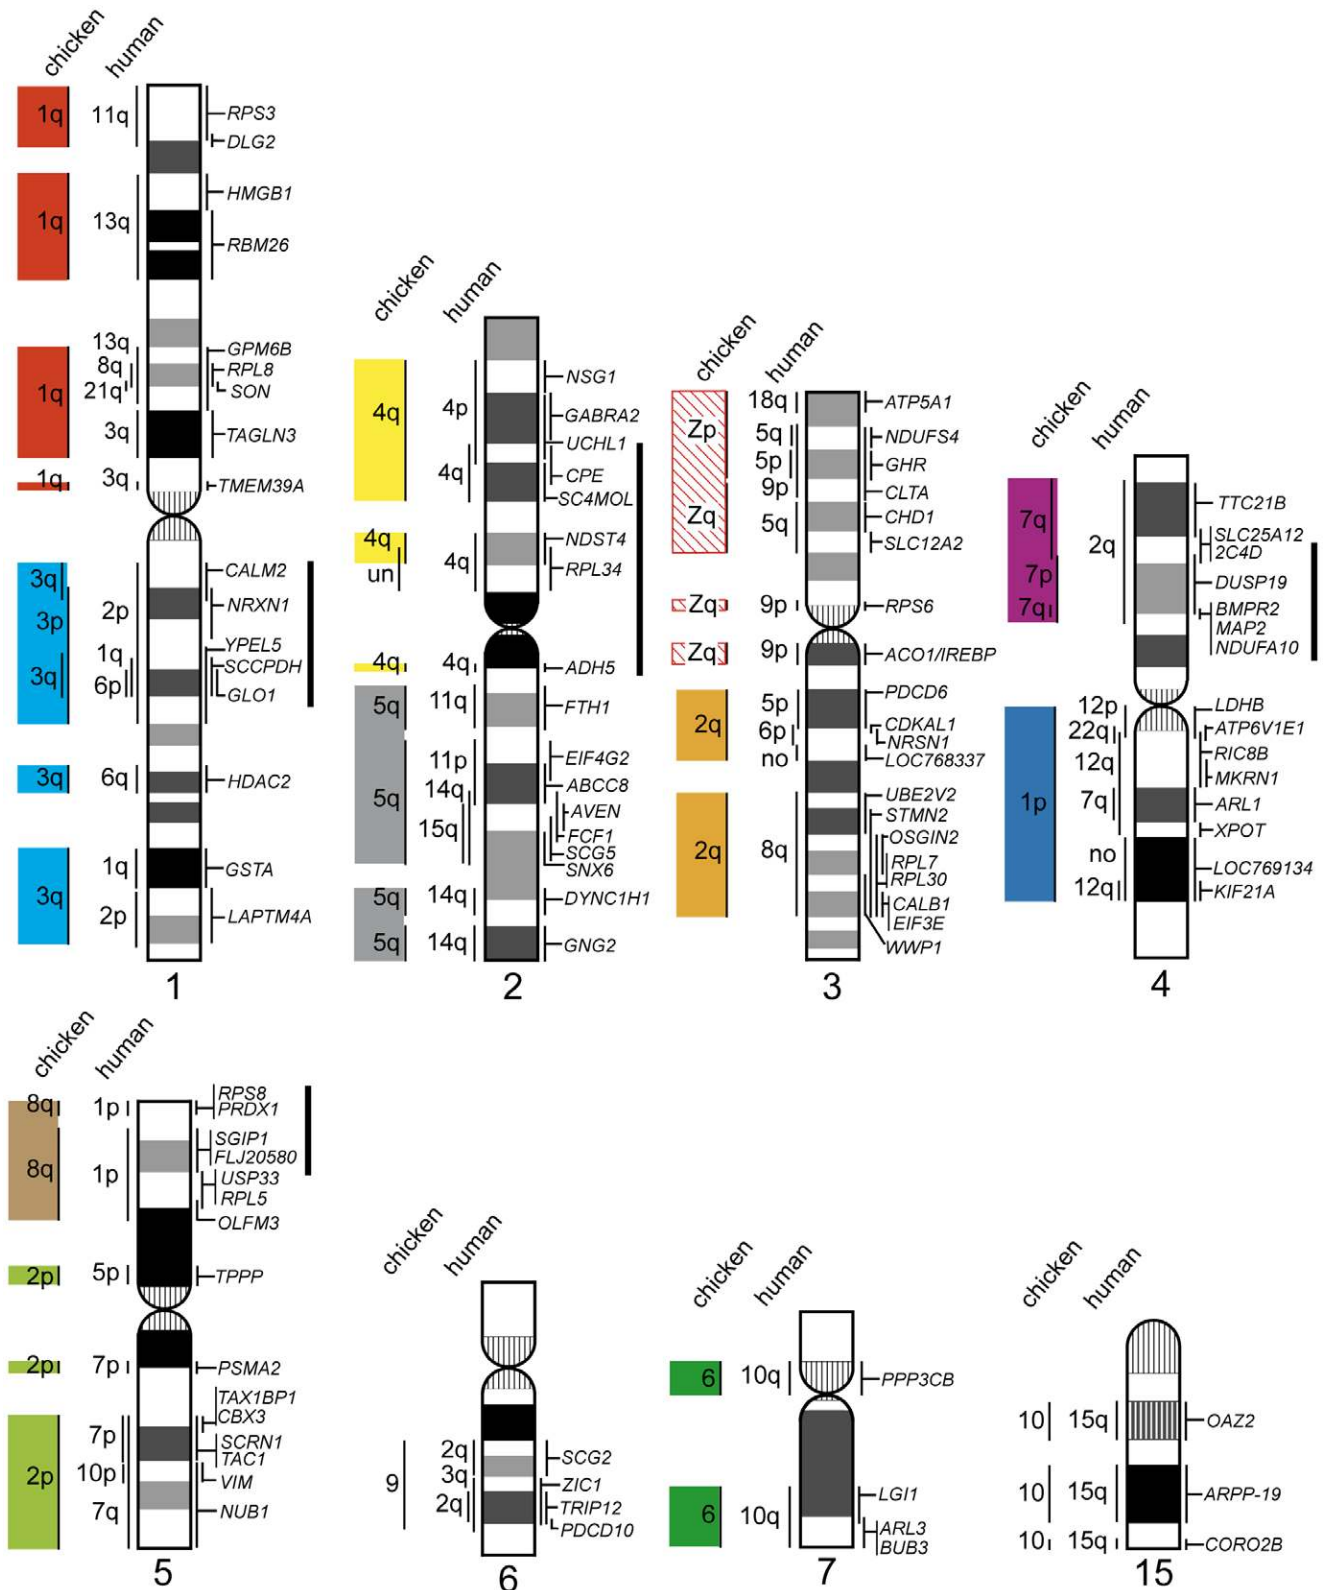 chicken human
1q 11q RPS3
DLG2
1q 13q HMGB1
RBM26
1q 13q GPM6B
8q RPL8
21q SON
3q TAGLN3
1q 3q TMEM39A
3q 2p CALM2
3p NRXN1
3q 1q YPEL5
6p SCCPDH
GLO1
3q 6q HDAC2
3q 1q GSTA
2p LAPTM4A
1
chicken human
4q 4p NSG1
GABRA2
UCHL1
4q CPE
SC4MOL
4q 4q NDST4
un RPL34
4q 4q ADH5
5q 11q FTH1
5q 11p EIF4G2
14q ABCC8
15q AVEN
FCF1
SCG5
SNX6
5q 14q DYNC1H1
5q 14q GNG2
2
chicken human
Zp 18q ATP5A1
5q NDUFS4
5p GHR
Zq 9p CLTA
5q CHD1
SLC12A2
Zq 9p RPS6
Zq 9p ACO1/IREBP
2q 5p PDCD6
6p CDKAL1
NRSN1
no LOC768337
2q 8q UBE2V2
STMN2
OSGIN2
RPL7
RPL30
CALB1
EIF3E
WWP1
3
chicken human
7q 2q TTC21B
SLC25A12
2C4D
7p DUSP19
7q BMPR2
MAP2
NDUFA10
1p 12p LDHB
22q ATP6V1E1
12q RIC8B
MKRN1
7q ARL1
XPOT
no LOC769134
12q KIF21A
4
chicken human
8q 1p RPS8
PRDX1
8q 1p SGIP1
FLJ20580
USP33
RPL5
OLFM3
2p 5p TPPP
2p 7p PSMA2
2p 7p TAX1BP1
CBX3
SCRN1
TAC1
10p VIM
7q NUB1
5
chicken human
9 2q SCG2
3q ZIC1
2q TRIP12
PDCD10
6
chicken human
6 10q PPP3CB
6 10q LGI1
ARL3
BUB3
7
chicken human
10 15q OAZ2
10 15q ARPP-19
10 15q CORO2B
15